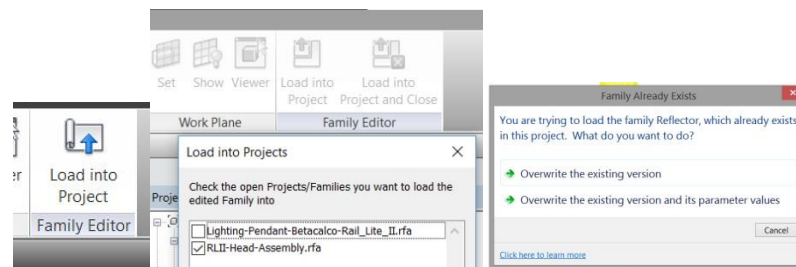 er
Load into
Project
Family Editor
Set Show Viewer Load into Project Load into Project and Close
Work Plane Family Editor
Load into Projects
Check the open Projects/Families you want to load the
edited Family into
Proje
Lighting-Pendant-Betacalco-Rail_Lite_II.rfa
RLII-Head-Assembly.rfa
Family Already Exists
You are trying to load the family Reflector, which already exists
in this project. What do you want to do?
Overwrite the existing version
Overwrite the existing version and its parameter values
Cancel
Click here to learn more